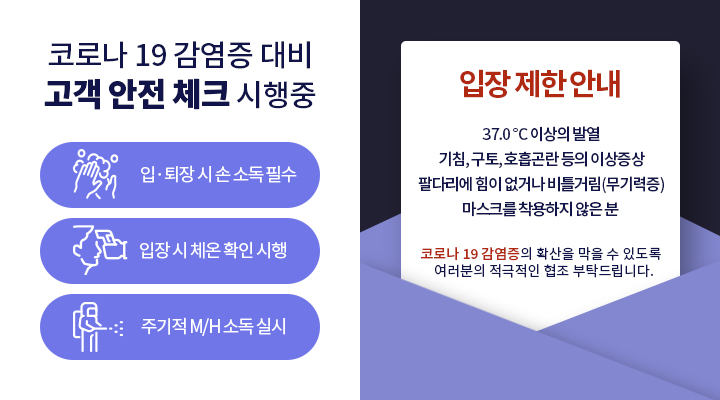 코로나 19 감염증 대비
고객 안전 체크 시행중
입·퇴장 시 손 소독 필수
입장 시 체온 확인 시행
주기적 M/H 소독 실시
입장 제한 안내
37.0℃ 이상의 발열
기침, 구토, 호흡곤란 등의 이상증상
팔다리에 힘이 없거나 비틀거림(무기력증)
마스크를 착용하지 않은 분
코로나 19 감염증의 확산을 막을 수 있도록
여러분의 적극적인 협조 부탁드립니다.